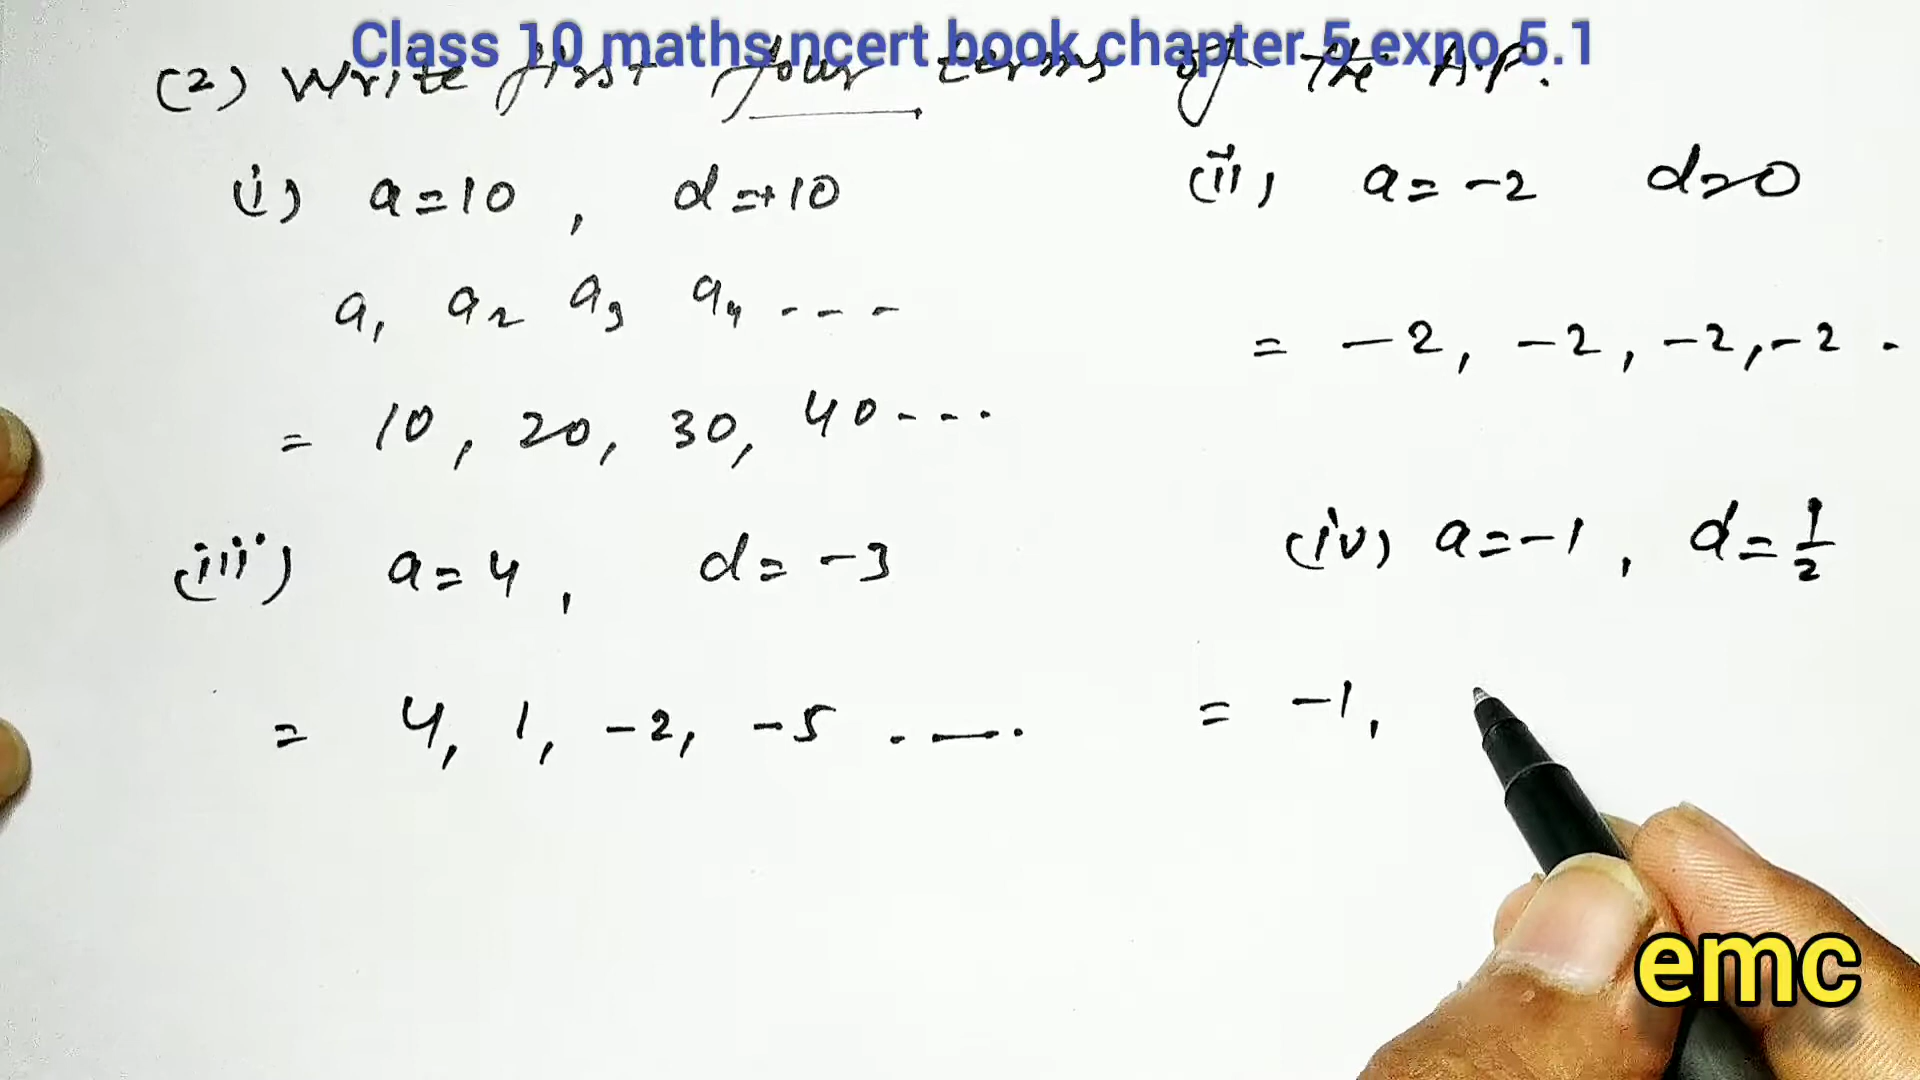 Class 10 maths ncert book chapter 5 exno 5.1
(2) Write first four terms of the A.P.
(i) a=10, d=+10
a₁ a₂ a₃ a₄ ---
= 10, 20, 30, 40---
(ii) a=-2 d=0
= -2, -2, -2, -2 .
(iii) a=4, d=-3
= 4, 1, -2, -5 .—.
(iv) a=-1, d=1/2
= -1,
emc